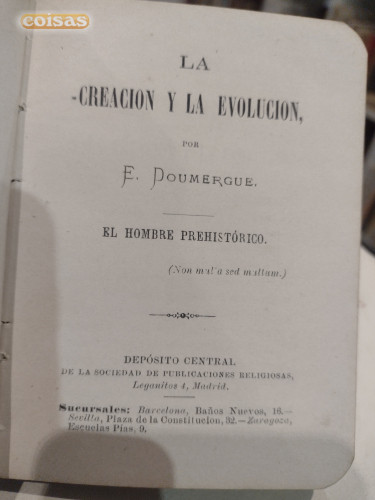 coisas
LA
CREACION Y LA EVOLUCION,
POR
E. DOUMERGUE.
EL HOMBRE PREHISTÓRICO.
(Non multa sed multum.)
DEPÓSITO CENTRAL
DE LA SOCIEDAD DE PUBLICACIONES RELIGIOSAS,
Leganitos 4, Madrid.
Sucursales: Barcelona, Baños Nuevos, 16.—
Sevilla, Plaza de la Constitucion, 32.—Zaragoza,
Escuelas Pías, 9.